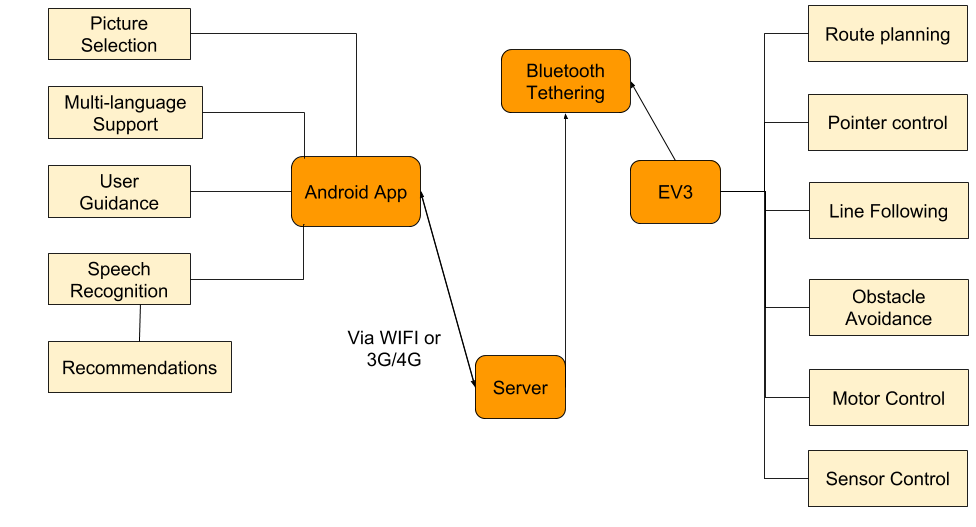 Picture
Selection
Multi-language
Support
User
Guidance
Speech
Recognition
Recommendations
Android App
Via WIFI or
3G/4G
Server
Bluetooth
Tethering
EV3
Route planning
Pointer control
Line Following
Obstacle
Avoidance
Motor Control
Sensor Control